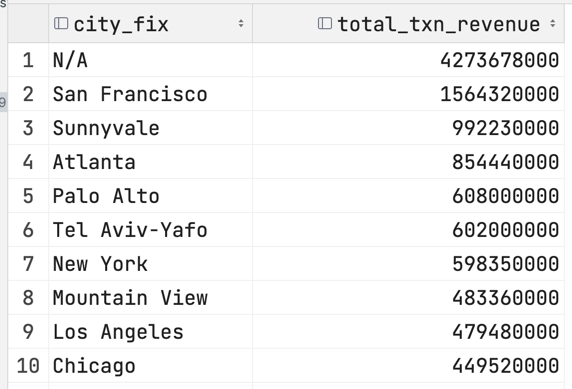 city_fix total_txn_revenue
1 N/A 4273678000
2 San Francisco 1564320000
3 Sunnyvale 992230000
4 Atlanta 854440000
5 Palo Alto 608000000
6 Tel Aviv-Yafo 602000000
7 New York 598350000
8 Mountain View 483360000
9 Los Angeles 479480000
10 Chicago 449520000